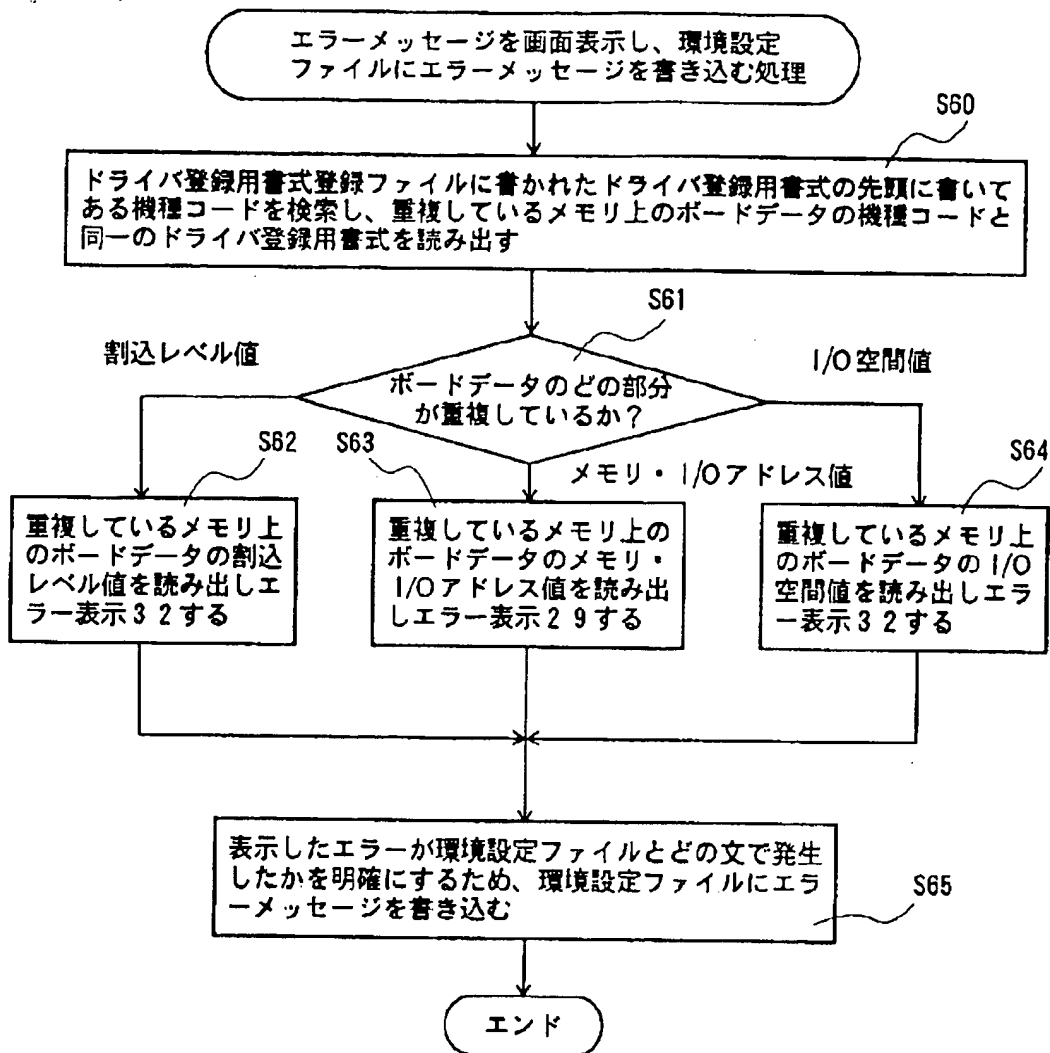 エラーメッセージを画面表示し、環境設定
ファイルにエラーメッセージを書き込む処理
S60
ドライバ登録用書式登録ファイルに書かれたドライバ登録用書式の先頭に書いて
ある機種コードを検索し、重複しているメモリ上のボードデータの機種コードと
同一のドライバ登録用書式を読み出す
S61
割込レベル値
I/O空間値
ボードデータのどの部分
が重複しているか？
S62
S63
メモリ・I/Oアドレス値
S64
重複しているメモリ上
のボードデータの割込
レベル値を読み出しエ
ラー表示３２する
重複しているメモリ上の
ボードデータのメモリ・
I/Oアドレス値を読み出
しエラー表示２９する
重複しているメモリ上
のボードデータのI/O
空間値を読み出しエラ
ー表示３２する
表示したエラーが環境設定ファイルとどの文で発生
したかを明確にするため、環境設定ファイルにエラ
ーメッセージを書き込む
S65
エンド